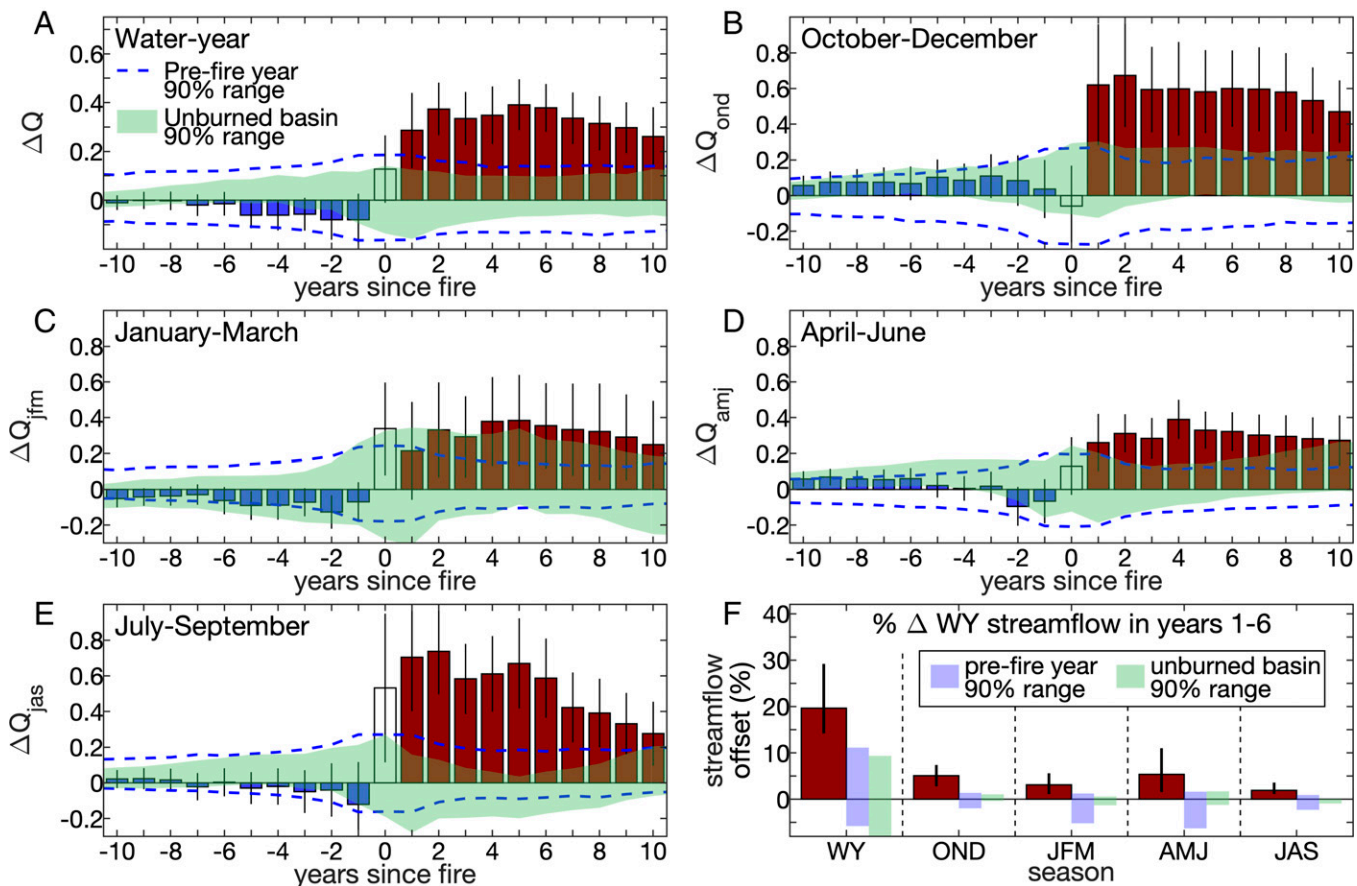 A
Water-year
Pre-fire year
90% range
Unburned basin
90% range
ΔQ
0.6
0.4
0.2
0
-10 -8 -6 -4 -2 0 2 4 6 8 10
years since fire
B
October-December
ΔQond
0.8
0.6
0.4
0.2
0
-0.2
-10 -8 -6 -4 -2 0 2 4 6 8 10
years since fire
C
January-March
ΔQjfm
0.8
0.6
0.4
0.2
0
-0.2
-10 -8 -6 -4 -2 0 2 4 6 8 10
years since fire
D
April-June
ΔQamj
0.8
0.6
0.4
0.2
0
-0.2
-10 -8 -6 -4 -2 0 2 4 6 8 10
years since fire
E
July-September
ΔQjas
0.8
0.6
0.4
0.2
0
-0.2
-10 -8 -6 -4 -2 0 2 4 6 8 10
years since fire
F
% Δ WY streamflow in years 1-6
pre-fire year
90% range
unburned basin
90% range
streamflow
offset (%)
40
30
20
10
0
WY OND JFM AMJ JAS
season